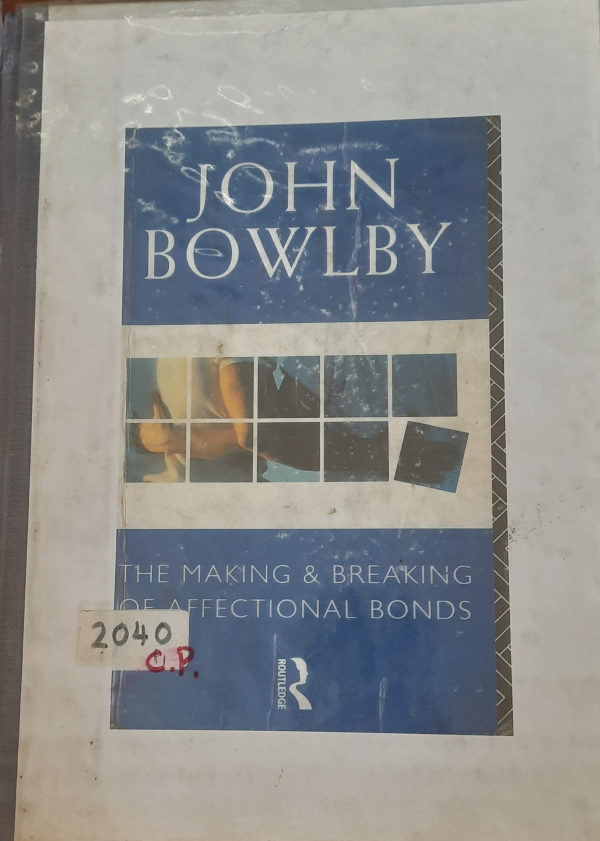 JOHN
BOWLBY
THE MAKING & BREAKING
OF AFFECTIONAL BONDS
2040
C.P.
ROUTLEDGE